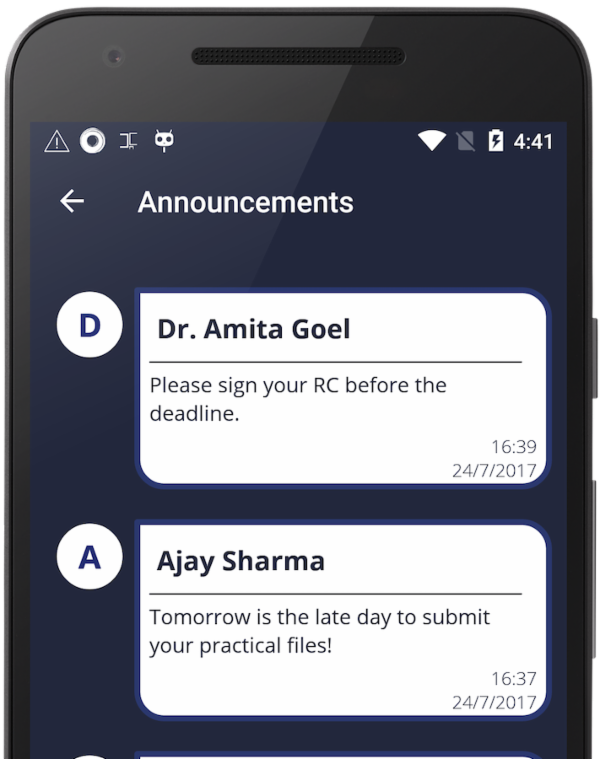 4:41
Announcements
D
Dr. Amita Goel
Please sign your RC before the
deadline.
16:39
24/7/2017
A
Ajay Sharma
Tomorrow is the late day to submit
your practical files!
16:37
24/7/2017